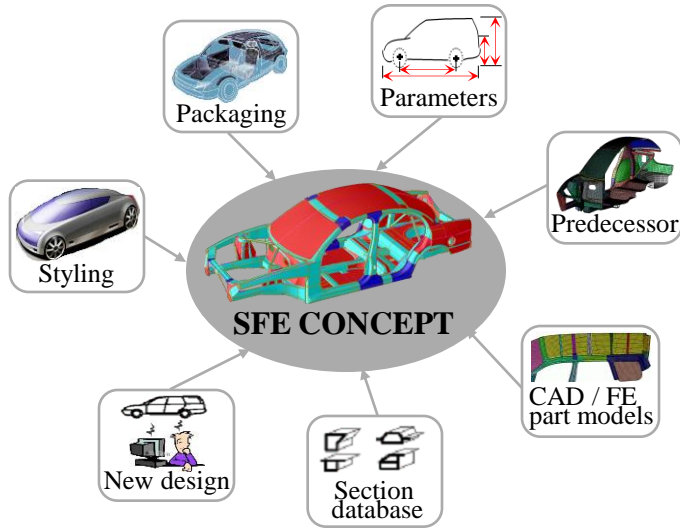 Packaging
Parameters
Predecessor
Styling
SFE CONCEPT
CAD / FE
part models
New design
Section
database